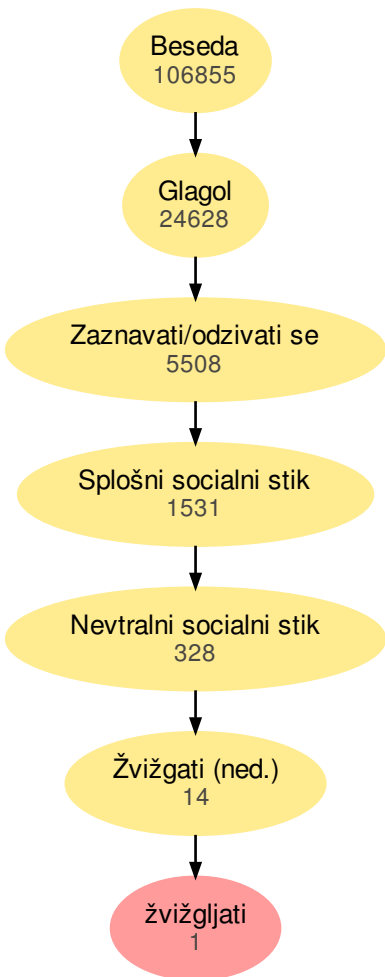 Beseda
106855
Glagol
24628
Zaznavati/odzivati se
5508
Splošni socialni stik
1531
Nevtralni socialni stik
328
Žvižgati (ned.)
14
žvižgljati
1